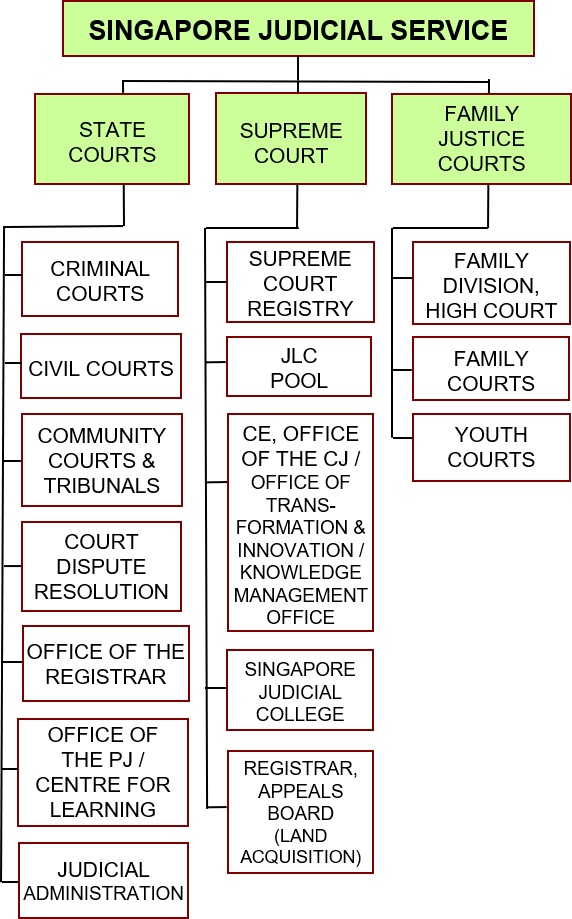 SINGAPORE JUDICIAL SERVICE
STATE
COURTS
CRIMINAL
COURTS
CIVIL COURTS
COMMUNITY
COURTS &
TRIBUNALS
COURT
DISPUTE
RESOLUTION
OFFICE OF THE
REGISTRAR
OFFICE OF
THE PJ /
CENTRE FOR
LEARNING
JUDICIAL
ADMINISTRATION
SUPREME
COURT
SUPREME
COURT
REGISTRY
JLC
POOL
CE, OFFICE
OF THE CJ /
OFFICE OF
TRANS-
FORMATION &
INNOVATION /
KNOWLEDGE
MANAGEMENT
OFFICE
SINGAPORE
JUDICIAL
COLLEGE
REGISTRAR,
APPEALS
BOARD
(LAND
ACQUISITION)
FAMILY
JUSTICE
COURTS
FAMILY
DIVISION,
HIGH COURT
FAMILY
COURTS
YOUTH
COURTS